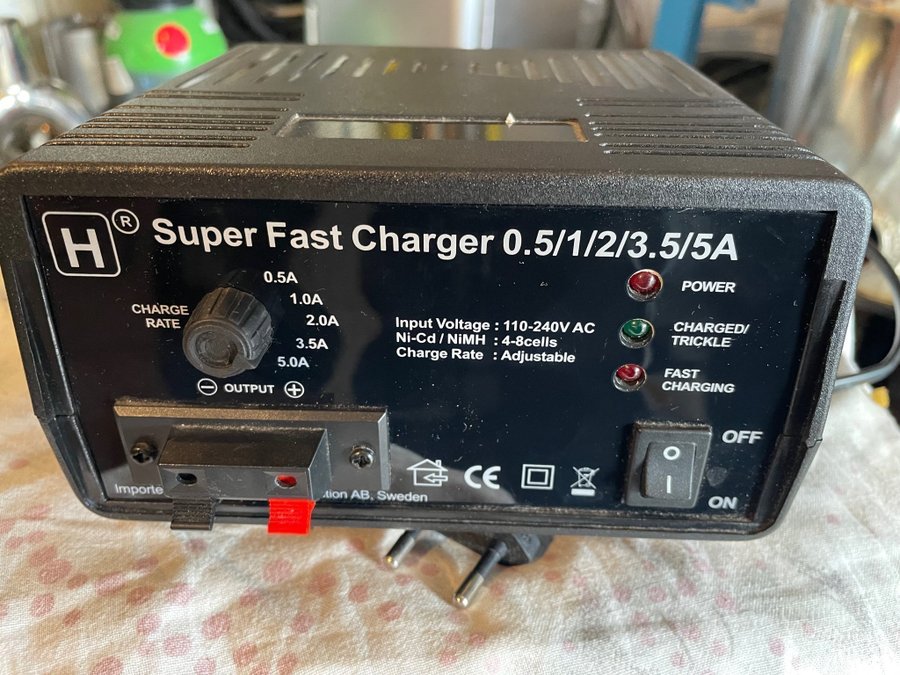 H ®
Super Fast Charger 0.5/1/2/3.5/5A
CHARGE
RATE
0.5A
1.0A
2.0A
3.5A
5.0A
− OUTPUT +
Input Voltage : 110-240V AC
Ni-Cd / NiMH : 4-8cells
Charge Rate : Adjustable
POWER
CHARGED/
TRICKLE
FAST
CHARGING
CE
O OFF
I ON
AB, Sweden